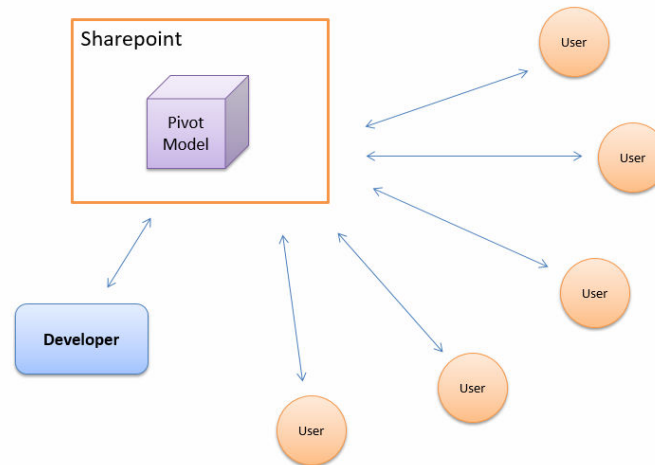 Sharepoint
Pivot
Model
User
User
User
User
User
Developer